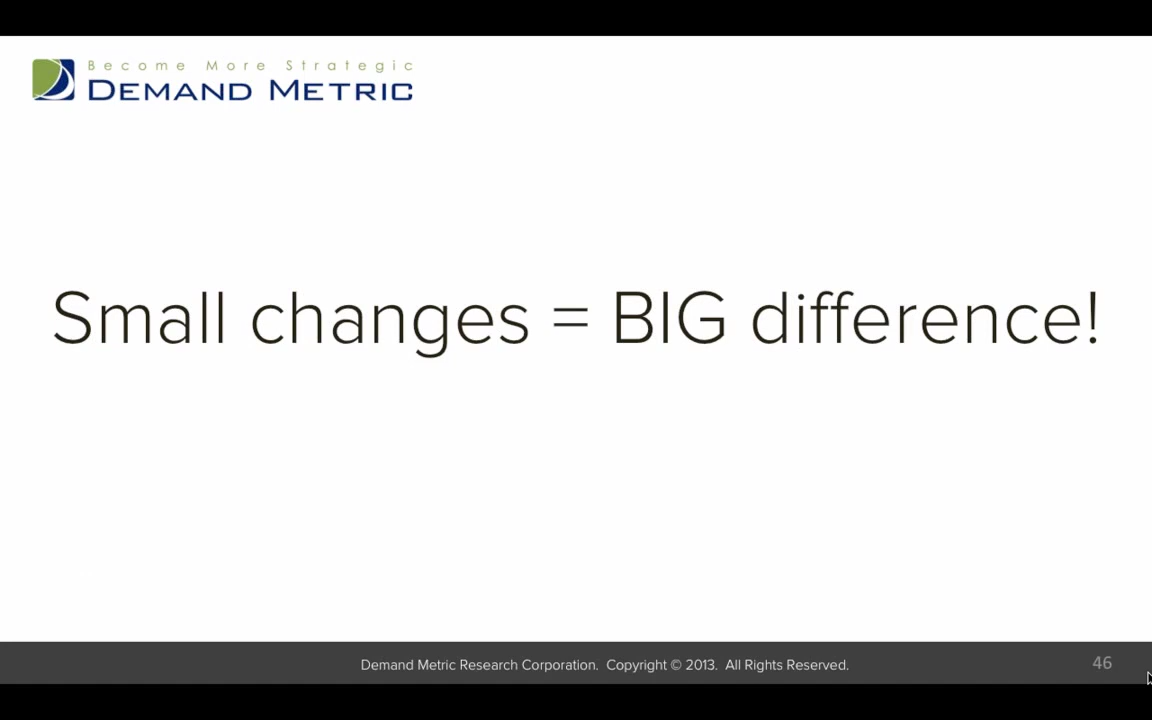 Become More Strategic
DEMAND METRIC
Small changes = BIG difference!
Demand Metric Research Corporation. Copyright © 2013. All Rights Reserved.
46